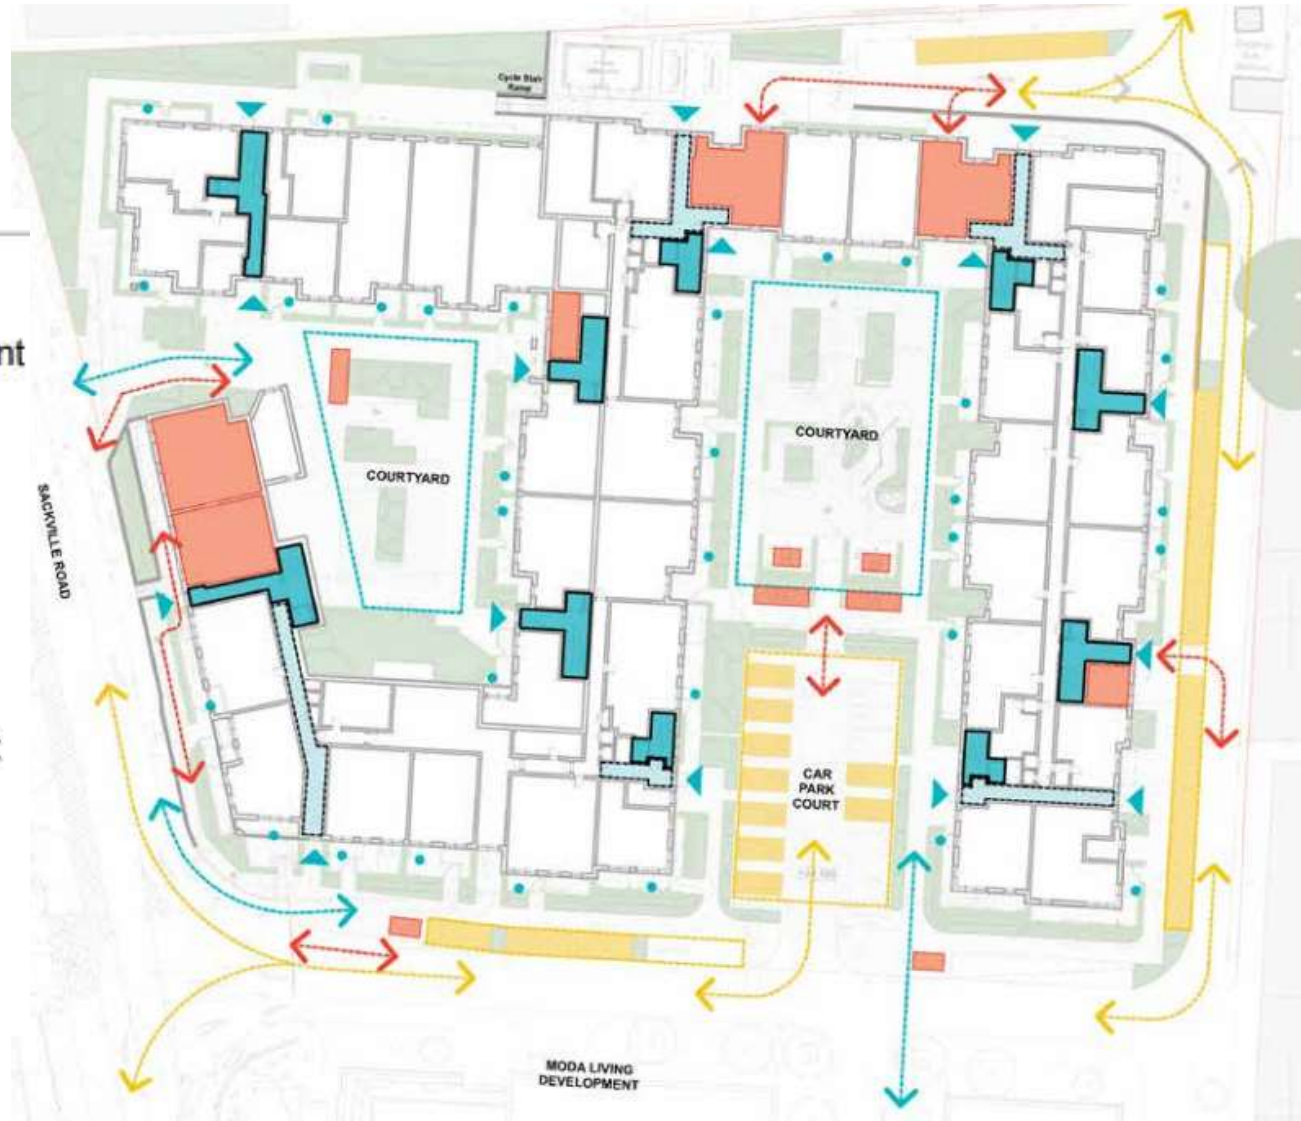 Cycle Stair
Ramp
nt
COURTYARD
COURTYARD
SACKVILLE ROAD
CAR
PARK
COURT
MODA LIVING
DEVELOPMENT